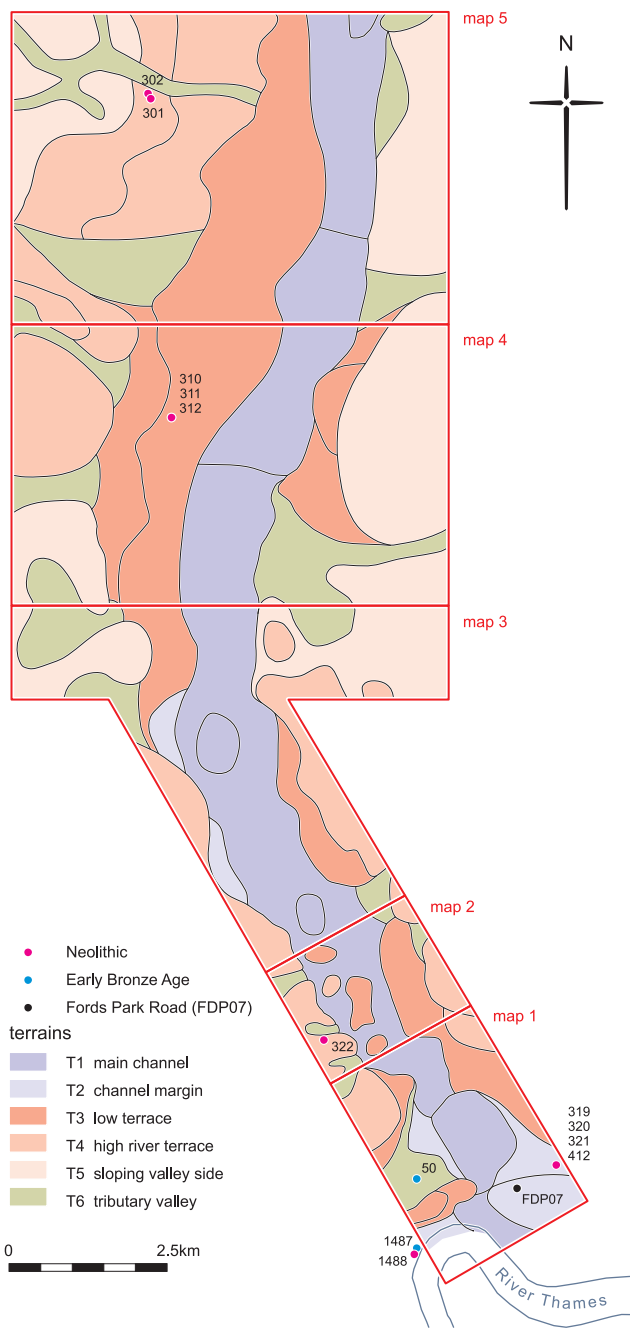 map 5
N
302
301
map 4
310
311
312
map 3
map 2
map 1
322
319
320
321
412
50
FDP07
1487
1488
River Thames
Neolithic
Early Bronze Age
Fords Park Road (FDP07)
terrains
T1 main channel
T2 channel margin
T3 low terrace
T4 high river terrace
T5 sloping valley side
T6 tributary valley
0 2.5km